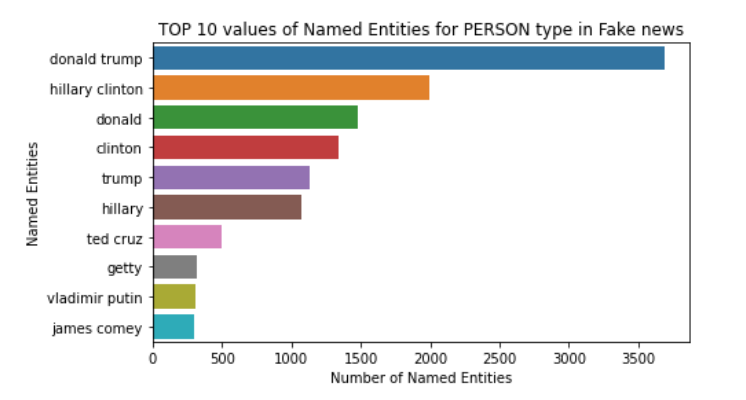 TOP 10 values of Named Entities for PERSON type in Fake news
Named Entities
donald trump
hillary clinton
donald
clinton
trump
hillary
ted cruz
getty
vladimir putin
james comey
0 500 1000 1500 2000 2500 3000 3500
Number of Named Entities